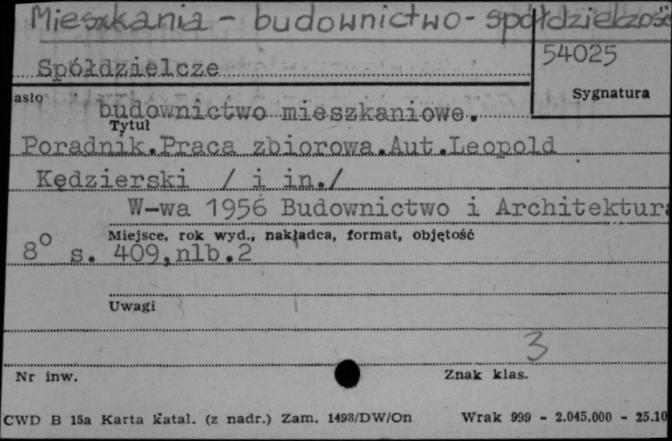 Mieszkania - budownictwo - spółdzielczość
54025
Spółdzielcze
Sygnatura
asło
budownictwo mieszkaniowe.
Tytuł
Poradnik.Praca zbiorowa.Aut.Leopold
Kędzierski / i in./
W-wa 1956 Budownictwo i Architektura
Miejsce, rok wyd., nakładca, format, objętość
8° s. 409,nlb.2
Uwagi
3
Nr inw.
Znak klas.
CWD B 15a Karta katal. (z nadr.) Zam. 1498/DW/On Wrak 999 - 2.045.000 - 25.10